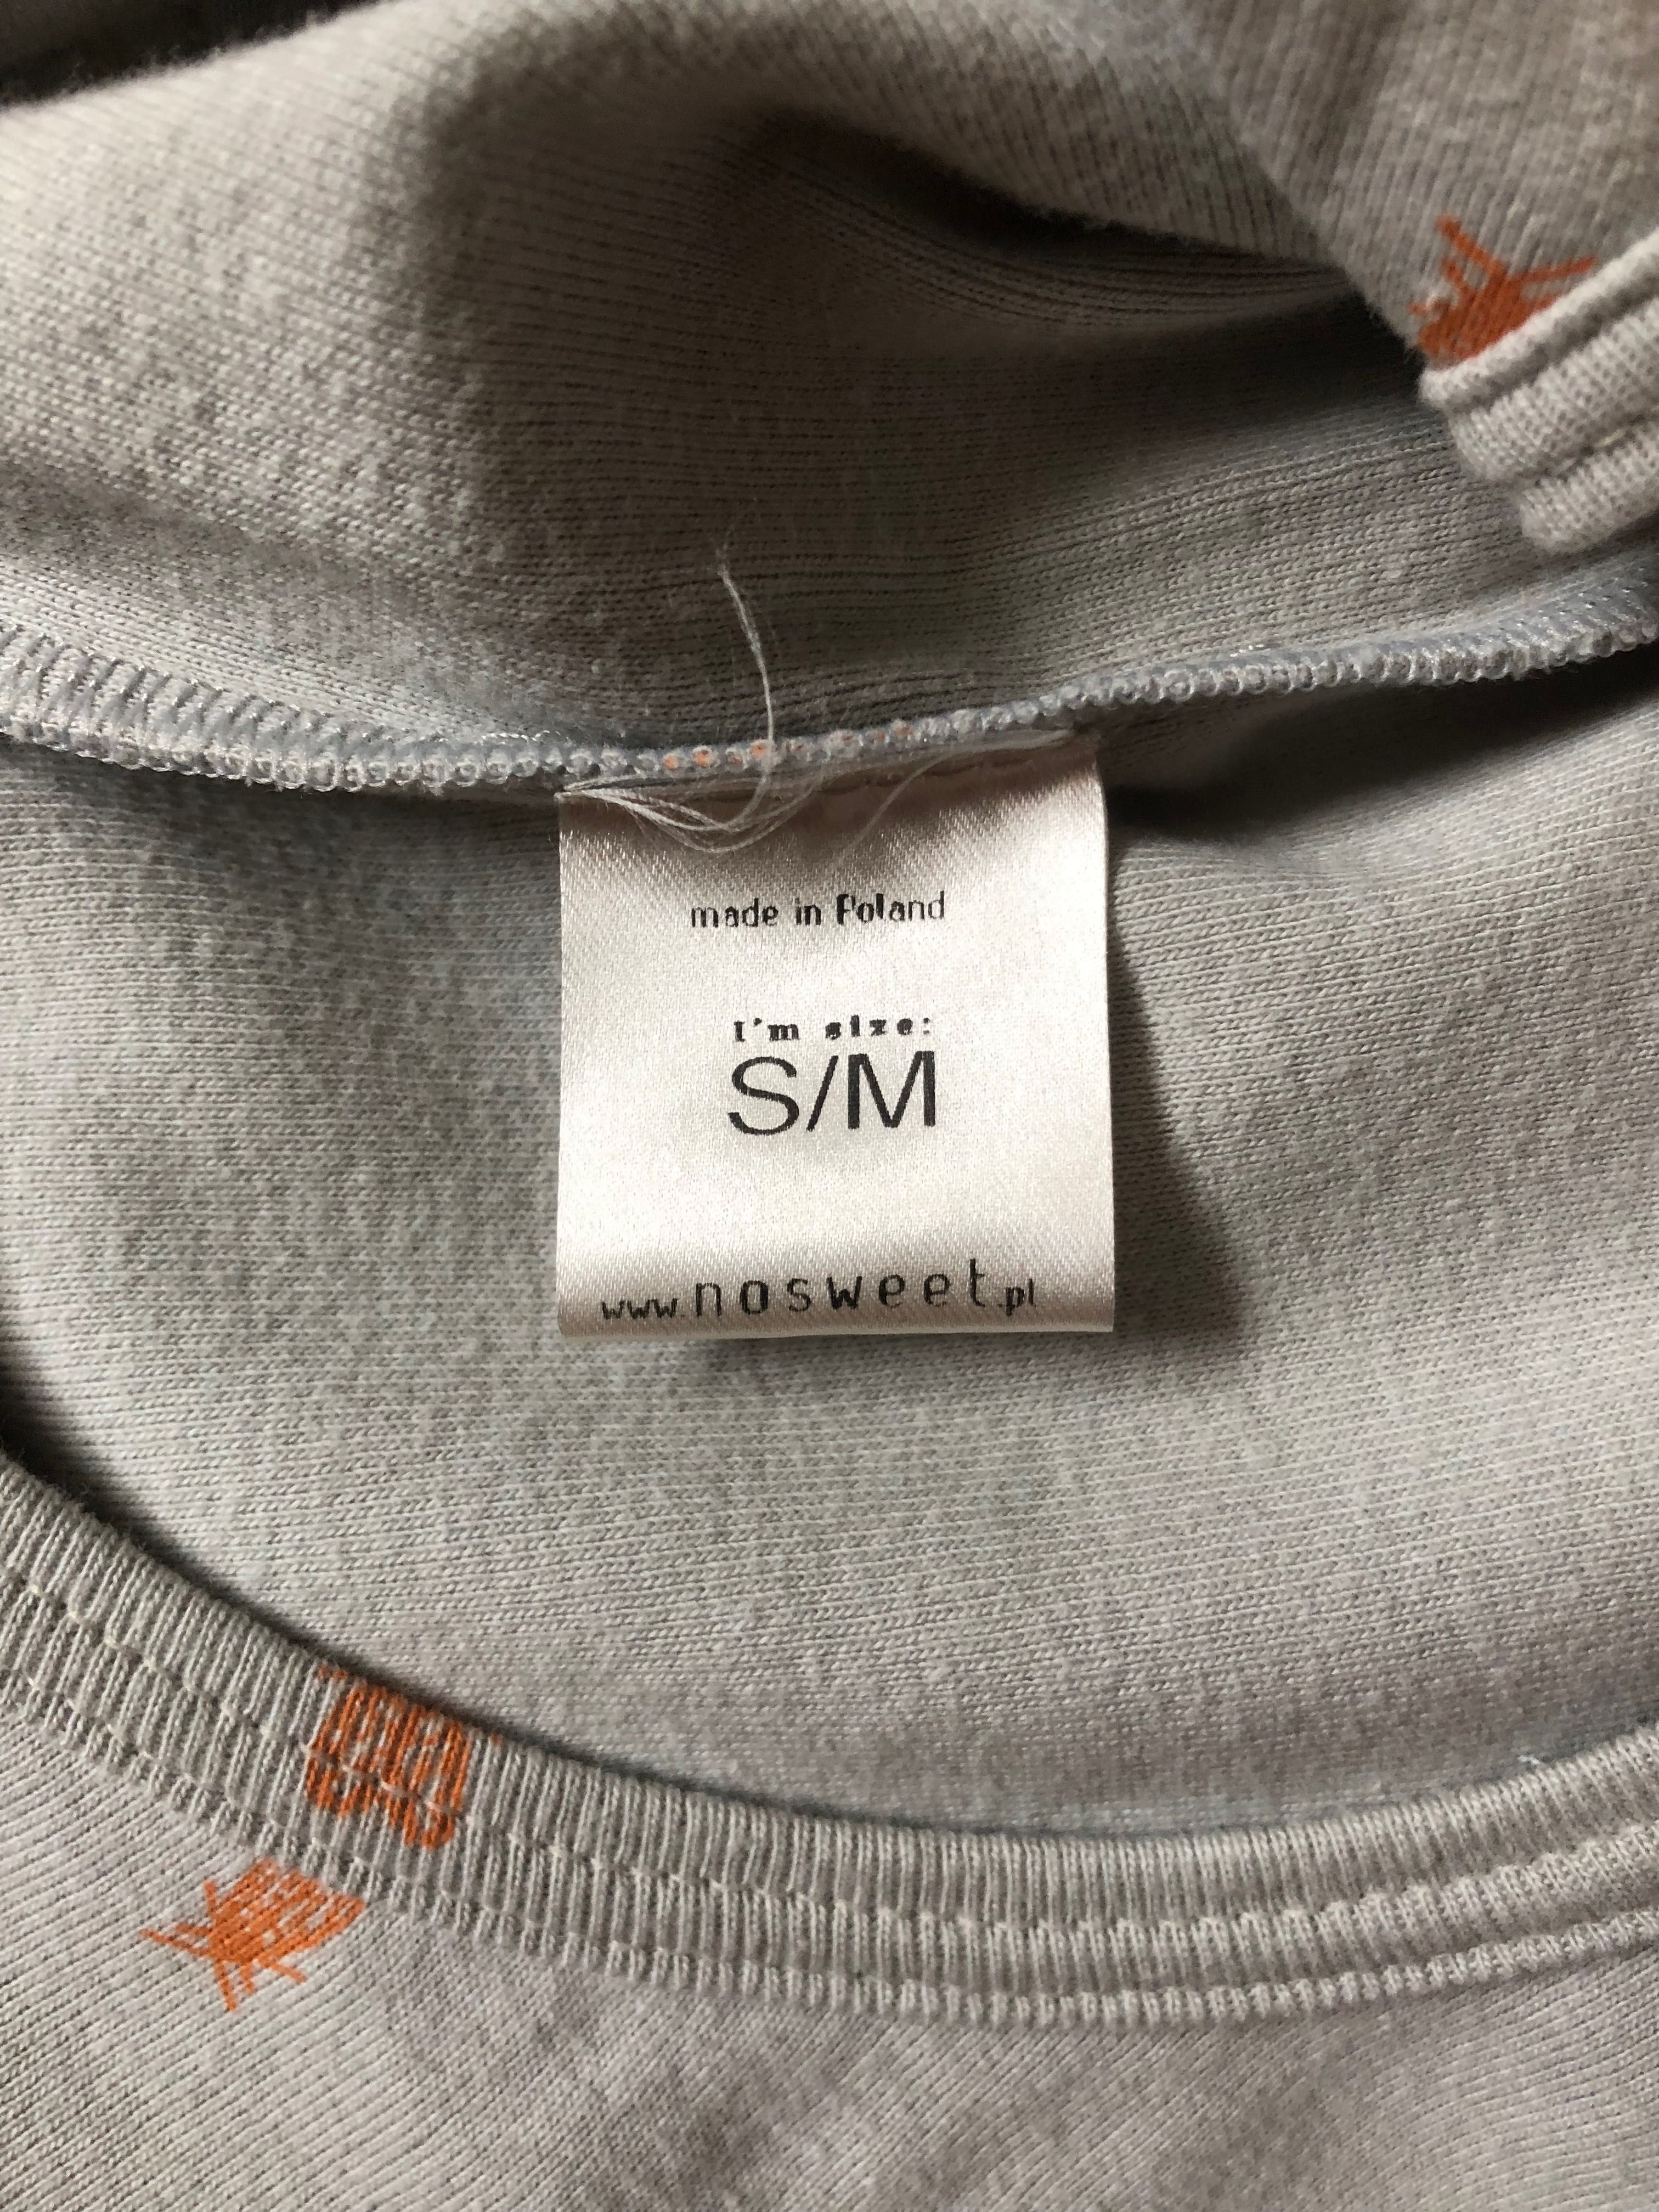 made in Poland
I'm size:
S/M
www.nosweet.pl